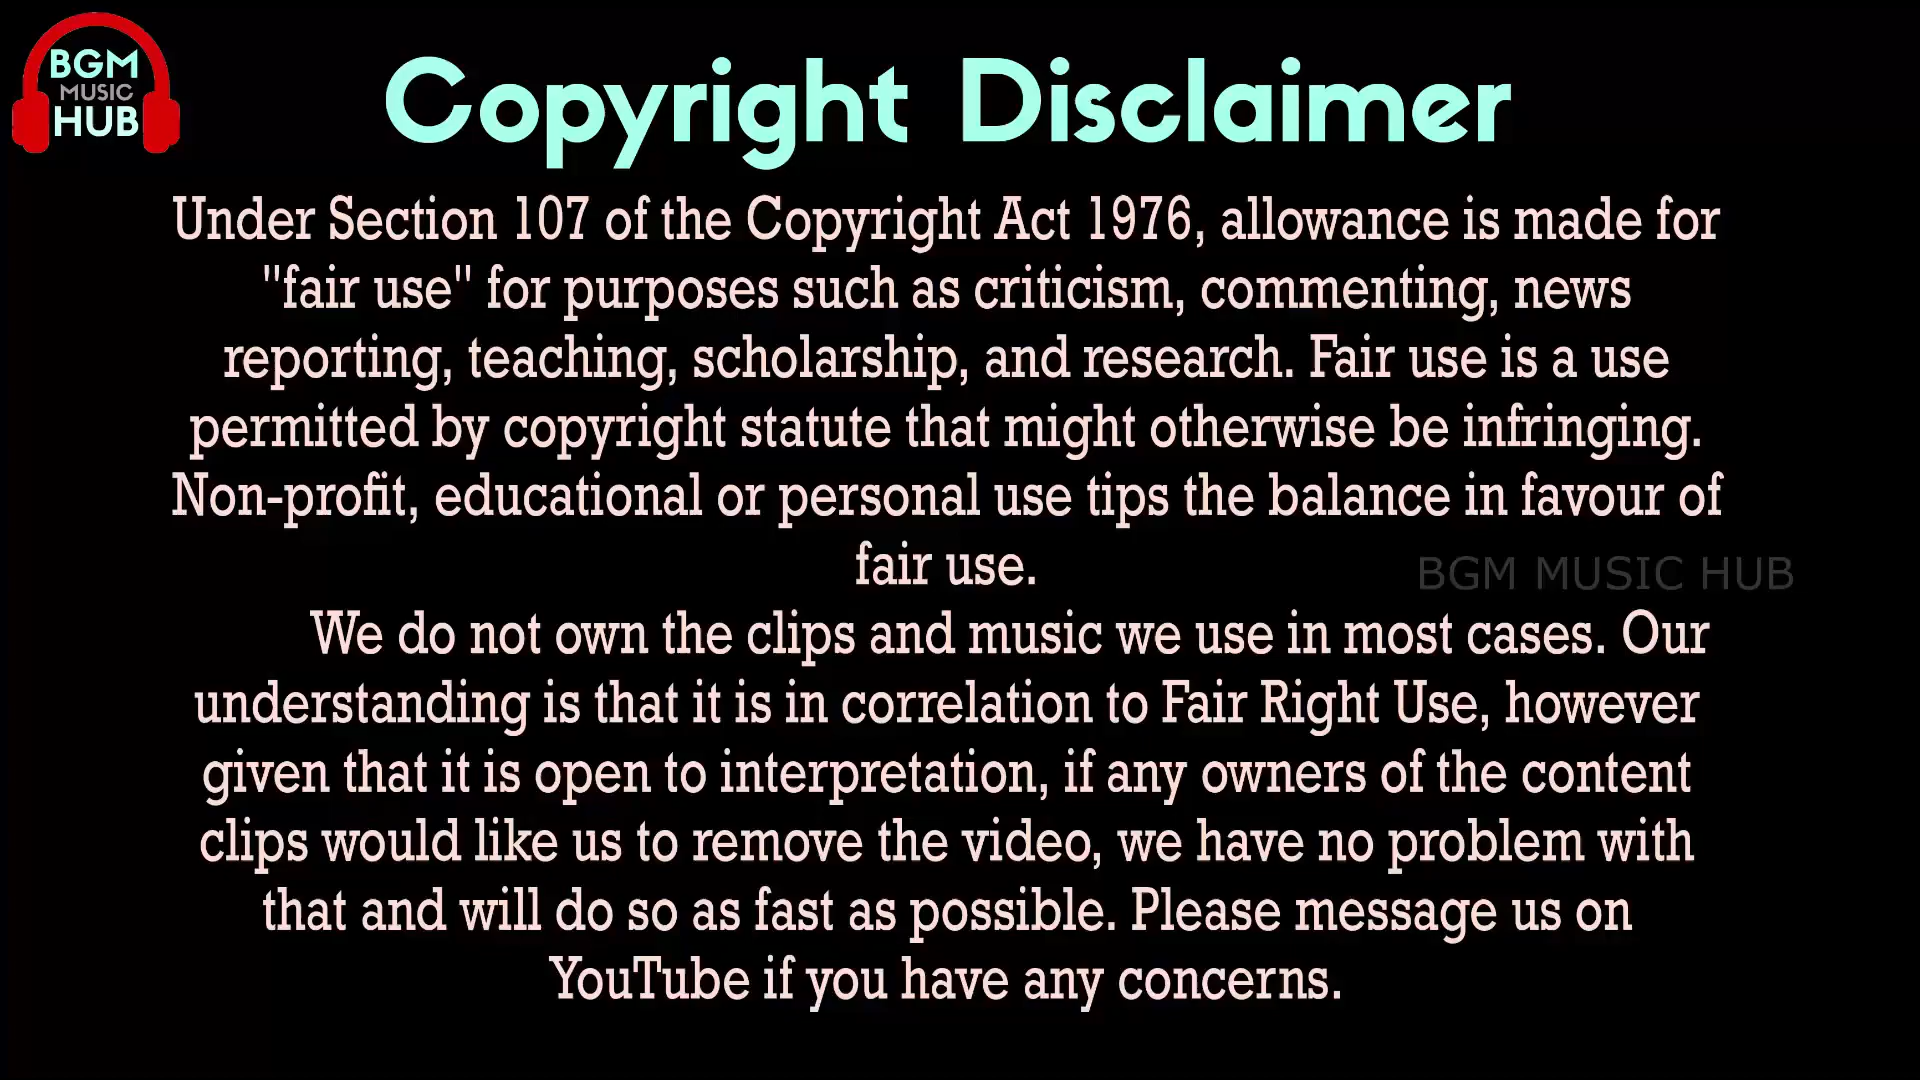 BGM
MUSIC
HUB
Copyright Disclaimer
Under Section 107 of the Copyright Act 1976, allowance is made for
"fair use" for purposes such as criticism, commenting, news
reporting, teaching, scholarship, and research. Fair use is a use
permitted by copyright statute that might otherwise be infringing.
Non-profit, educational or personal use tips the balance in favour of
fair use.
BGM MUSIC HUB
We do not own the clips and music we use in most cases. Our
understanding is that it is in correlation to Fair Right Use, however
given that it is open to interpretation, if any owners of the content
clips would like us to remove the video, we have no problem with
that and will do so as fast as possible. Please message us on
YouTube if you have any concerns.